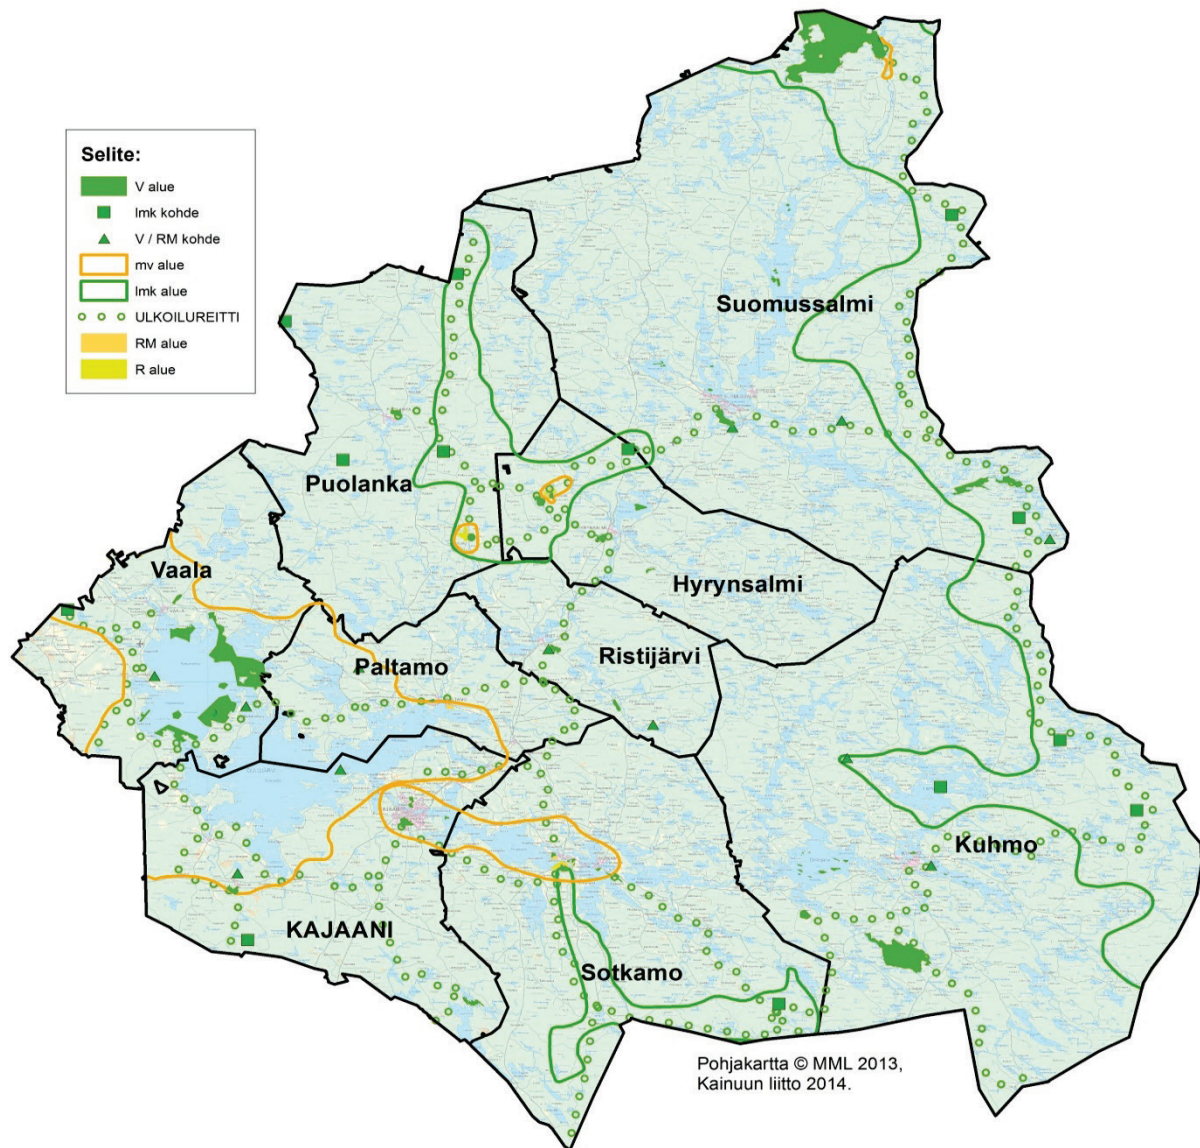 Selite:
V alue
lmk kohde
V / RM kohde
mv alue
lmk alue
ULKOILUREITTI
RM alue
R alue
Suomussalmi
Puolanka
Hyrynsalmi
Vaala
Ristijärvi
Paltamo
Kuhmo
KAJAANI
Sotkamo
Pohjakartta © MML 2013,
Kainuun liitto 2014.